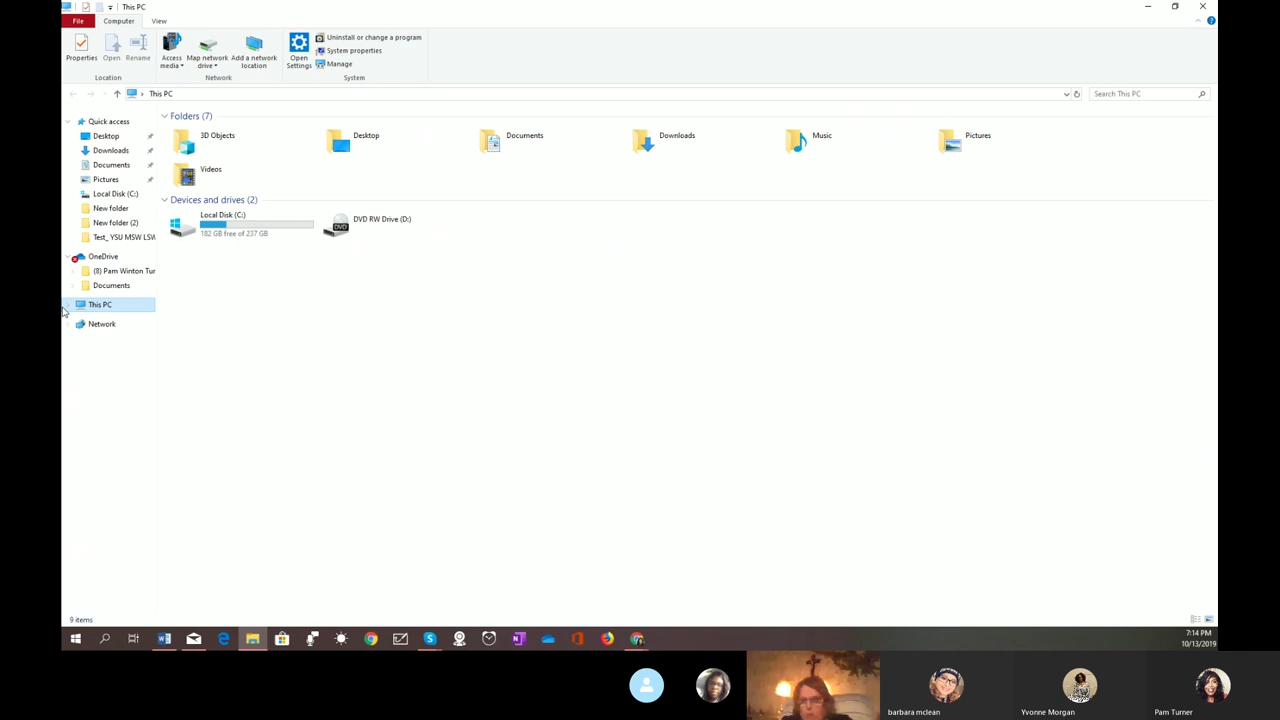 This PC
File
Computer
View
Properties
Open
Rename
Access media
Map network drive
Add a network location
Open Settings
Uninstall or change a program
System properties
Manage
Location
Network
System
This PC
Search This PC
Quick access
Desktop
Downloads
Documents
Pictures
Local Disk (C:)
New folder
New folder (2)
Test_ YSU MSW LSW
OneDrive
(8) Pam Winton Tur
Documents
This PC
Network
Folders (7)
3D Objects
Desktop
Documents
Downloads
Music
Pictures
Videos
Devices and drives (2)
Local Disk (C:)
182 GB free of 237 GB
DVD
DVD RW Drive (D:)
9 items
7:14 PM
10/13/2019
barbara mclean
Yvonne Morgan
Pam Turner